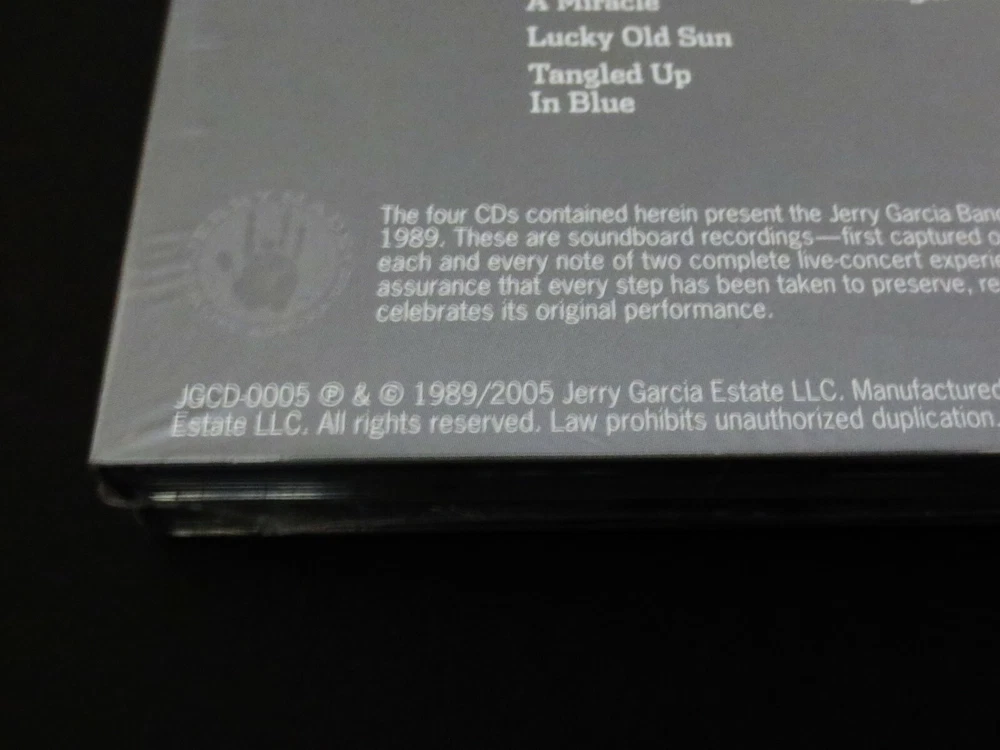 A Miracle
Lucky Old Sun
Tangled Up
In Blue
The four CDs contained herein present the Jerry Garcia Band
1989. These are soundboard recordings—first captured
each and every note of two complete live-concert
assurance that every step has been taken to preserve,
celebrates its original performance.
JGCD-0005 ℗ & © 1989/2005 Jerry Garcia Estate LLC. Manufactured
Estate LLC. All rights reserved. Law prohibits unauthorized duplication.